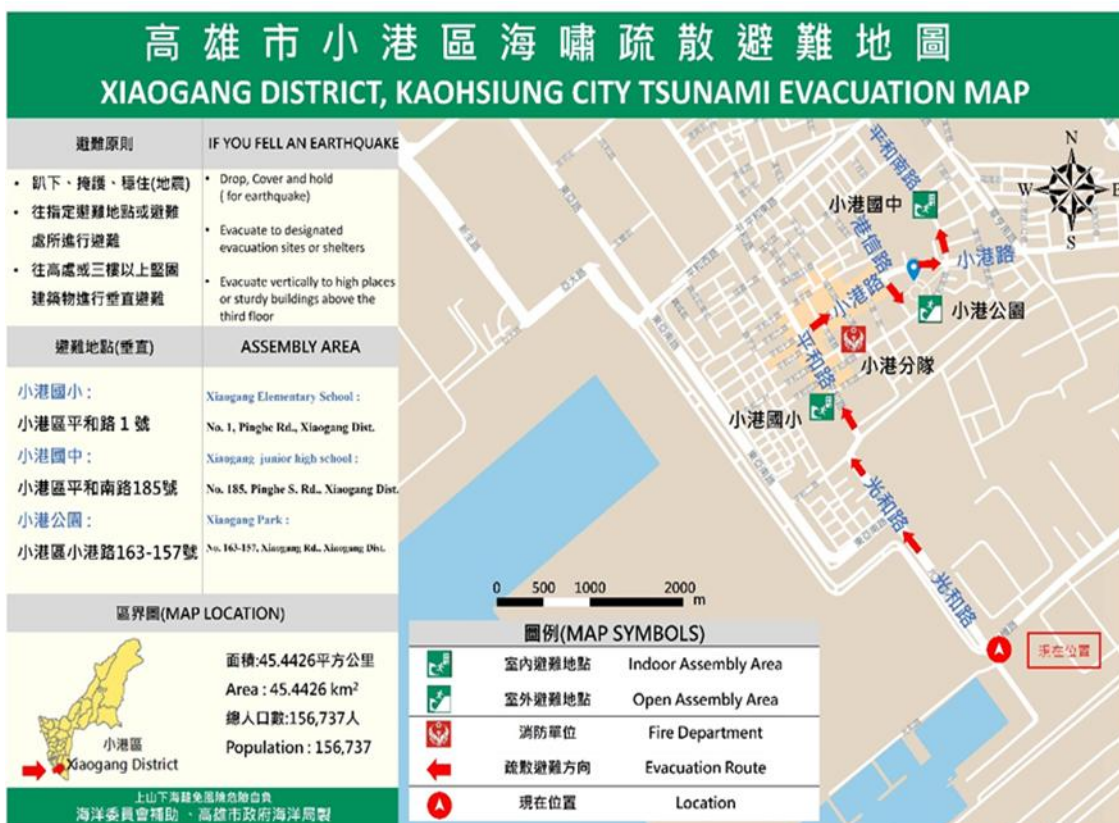 高雄市小港區海嘯疏散避難地圖
XIAOGANG DISTRICT, KAOHSIUNG CITY TSUNAMI EVACUATION MAP
避難原則
• 趴下、掩護、穩住(地震)
• 往指定避難地點或避難
處所進行避難
• 往高處或三樓以上堅固
建築物進行垂直避難
IF YOU FELL AN EARTHQUAKE
• Drop, Cover and hold
( for earthquake)
• Evacuate to designated
evacuation sites or shelters
• Evacuate vertically to high places
or sturdy buildings above the
third floor
避難地點(垂直)
小港國小：
小港區平和路 1 號
小港國中：
小港區平和南路185號
小港公園：
小港區小港路163-157號
ASSEMBLY AREA
Xiaogang Elementary School :
No. 1, Pinghe Rd., Xiaogang Dist.
Xiaogang junior high school :
No. 185, Pinghe S. Rd., Xiaogang Dist.
Xiaogang Park :
No. 163-157, Xiaogang Rd., Xiaogang Dist.
區界圖(MAP LOCATION)
面積:45.4426平方公里
Area : 45.4426 km²
總人口數:156,737人
Population : 156,737
小港區
Xiaogang District
上山下海難免風險危險自負
海洋委員會補助、高雄市政府海洋局製
N
W
E
S
平和南路
小港國中
港信路
小港路
小港路
小港公園
平和路
小港分隊
小港國小
光和路
光和路
現在位置
0 500 1000 2000
m
圖例(MAP SYMBOLS)
室內避難地點 Indoor Assembly Area
室外避難地點 Open Assembly Area
消防單位 Fire Department
疏散避難方向 Evacuation Route
現在位置 Location